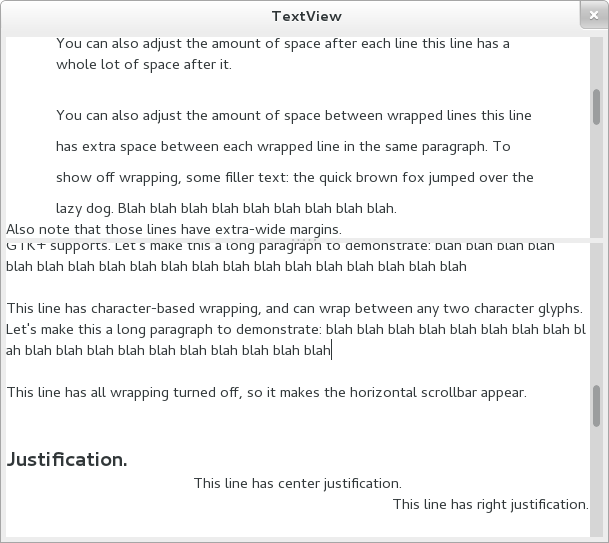 TextView
You can also adjust the amount of space after each line this line has a
whole lot of space after it.
You can also adjust the amount of space between wrapped lines this line
has extra space between each wrapped line in the same paragraph. To
show off wrapping, some filler text: the quick brown fox jumped over the
lazy dog. Blah blah blah blah blah blah blah blah blah.
Also note that those lines have extra-wide margins.
GTK+ supports. Let's make this a long paragraph to demonstrate: blah blah blah blah
blah blah blah blah blah blah blah blah blah blah blah blah blah blah blah
This line has character-based wrapping, and can wrap between any two character glyphs.
Let's make this a long paragraph to demonstrate: blah blah blah blah blah blah blah blah bl
ah blah blah blah blah blah blah blah blah blah blah
This line has all wrapping turned off, so it makes the horizontal scrollbar appear.
Justification.
This line has center justification.
This line has right justification.